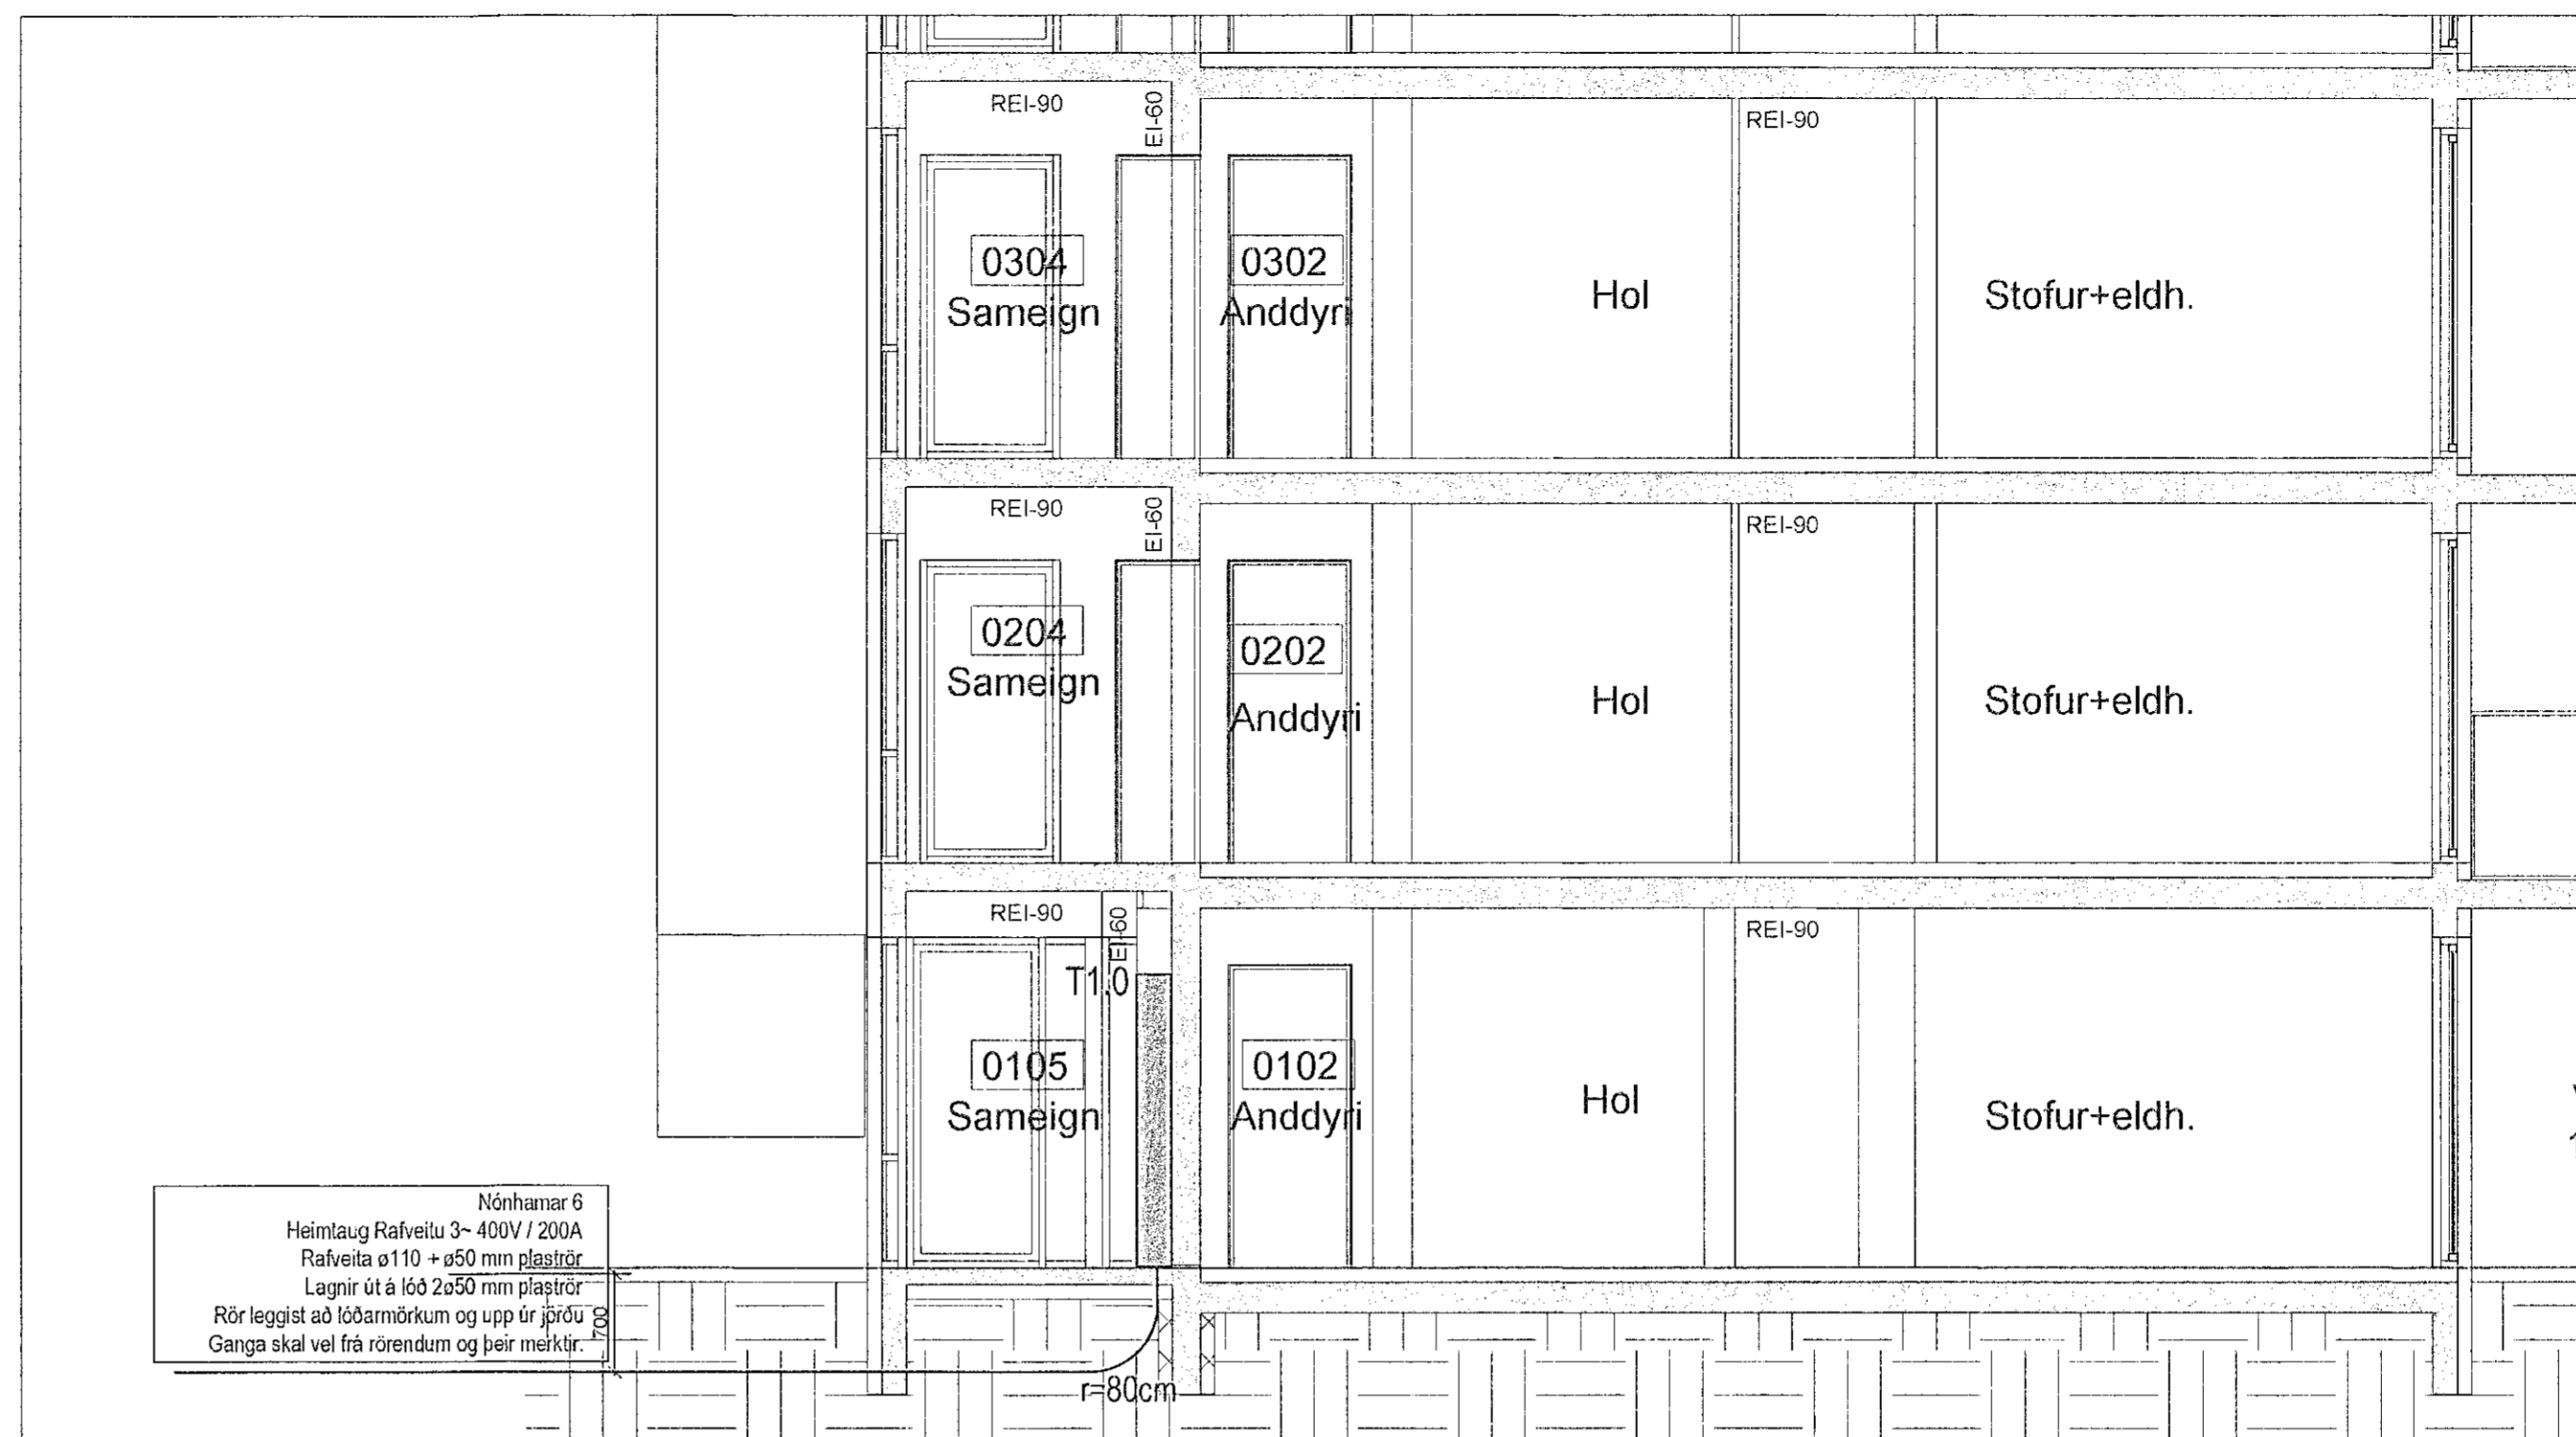 REI-90
EI-60
REI-90
0304
Sameign
0302
Anddyri
Hol
Stofur+eldh.
REI-90
EI-60
REI-90
0204
Sameign
0202
Anddyri
Hol
Stofur+eldh.
REI-90
EI-60
REI-90
T1.0
0105
Sameign
0102
Anddyri
Hol
Stofur+eldh.
Nónhamar 6
Heimtaug Rafveitu 3~ 400V / 200A
Rafveita ø110 + ø50 mm plaströr
Lagnir út á lóð 2ø50 mm plaströr
Rör leggist að lóðarmörkum og upp úr jörðu
Ganga skal vel frá rörendum og þeir merktir.
700
r=80cm